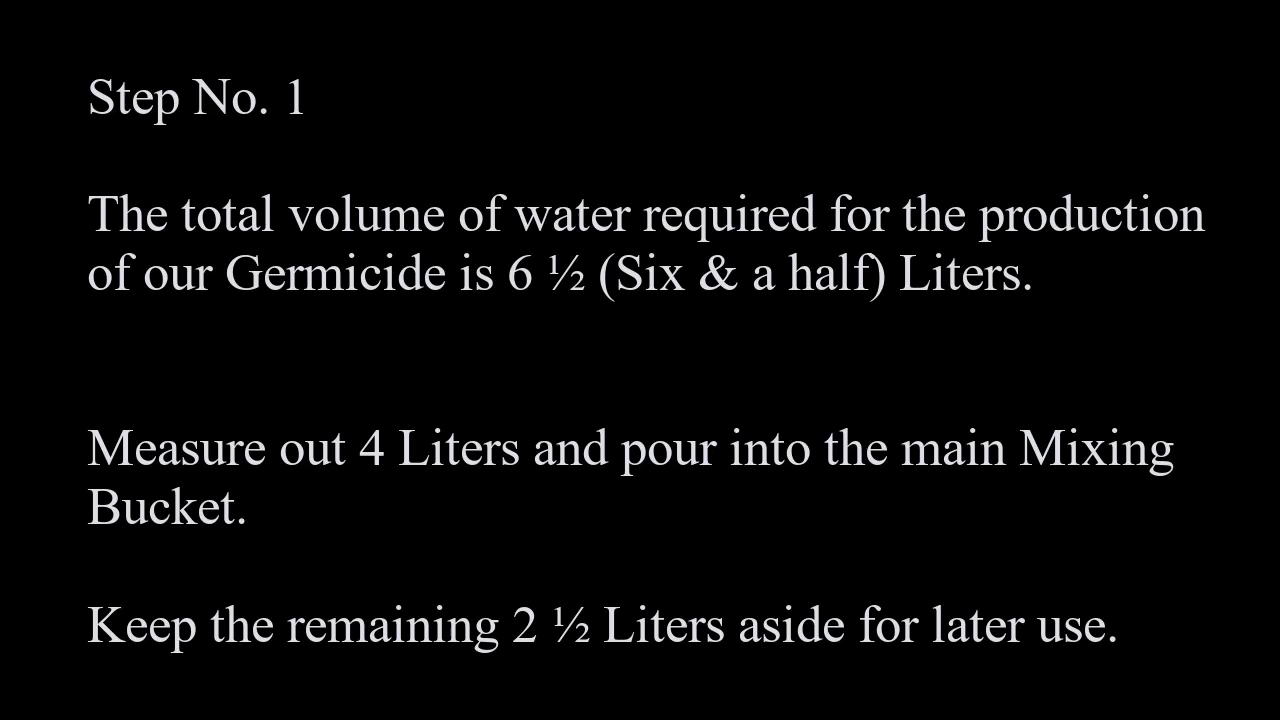 Step No. 1
The total volume of water required for the production
of our Germicide is 6 ½ (Six & a half) Liters.
Measure out 4 Liters and pour into the main Mixing
Bucket.
Keep the remaining 2 ½ Liters aside for later use.